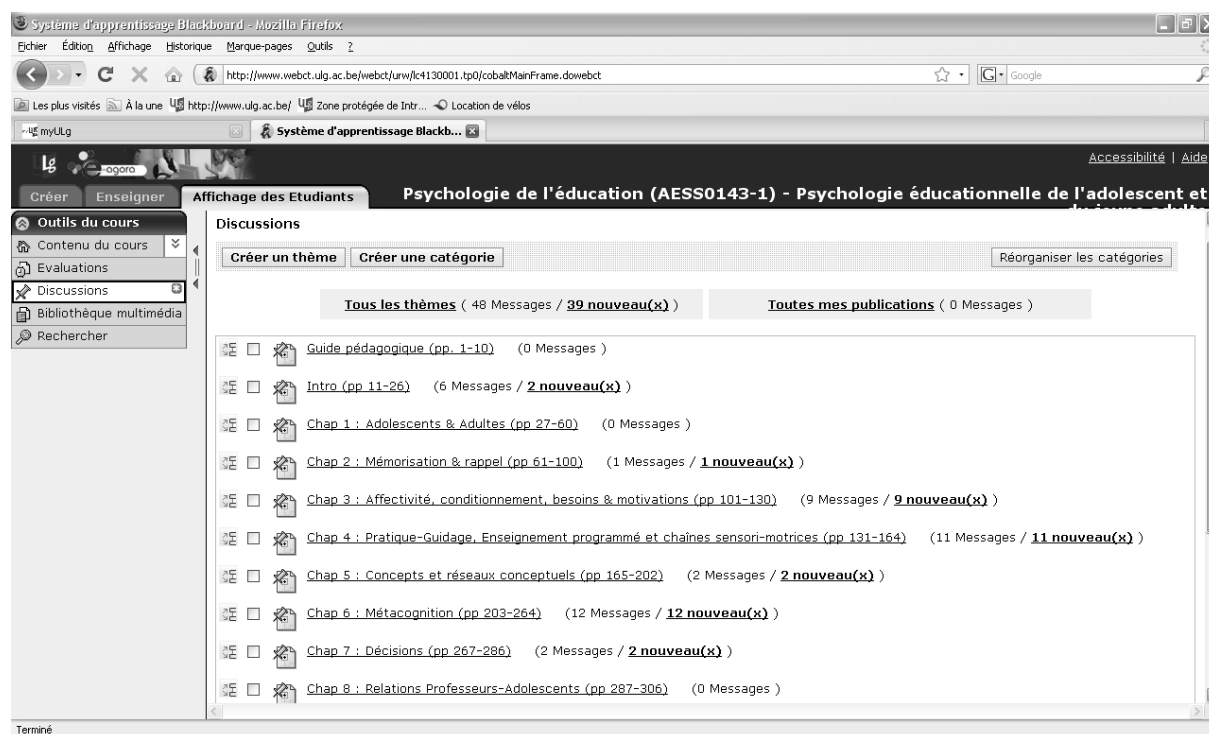 Système d'apprentissage Blackboard - Mozilla Firefox
Fichier Édition Affichage Historique Marque-pages Outils ?
http://www.webct.ulg.ac.be/webct/urw/lc4130001.tp0/cobaltMainFrame.dowebct
Google
Les plus visités À la une http://www.ulg.ac.be/ Zone protégée de Intr... Location de vélos
myULg Système d'apprentissage Blackb...
lg e-agora
Accessibilité | Aide
Créer Enseigner Affichage des Etudiants Psychologie de l'éducation (AESS0143-1) - Psychologie éducationnelle de l'adolescent et
du jeune adulte
Outils du cours
Contenu du cours
Evaluations
Discussions
Bibliothèque multimédia
Rechercher
Discussions
Créer un thème Créer une catégorie Réorganiser les catégories
Tous les thèmes ( 48 Messages / 39 nouveau(x) ) Toutes mes publications ( 0 Messages )
Guide pédagogique (pp. 1-10) (0 Messages )
Intro (pp 11-26) (6 Messages / 2 nouveau(x) )
Chap 1 : Adolescents & Adultes (pp 27-60) (0 Messages )
Chap 2 : Mémorisation & rappel (pp 61-100) (1 Messages / 1 nouveau(x) )
Chap 3 : Affectivité, conditionnement, besoins & motivations (pp 101-130) (9 Messages / 9 nouveau(x) )
Chap 4 : Pratique-Guidage, Enseignement programmé et chaînes sensori-motrices (pp 131-164) (11 Messages / 11 nouveau(x) )
Chap 5 : Concepts et réseaux conceptuels (pp 165-202) (2 Messages / 2 nouveau(x) )
Chap 6 : Métacognition (pp 203-264) (12 Messages / 12 nouveau(x) )
Chap 7 : Décisions (pp 267-286) (2 Messages / 2 nouveau(x) )
Chap 8 : Relations Professeurs-Adolescents (pp 287-306) (0 Messages )
Terminé